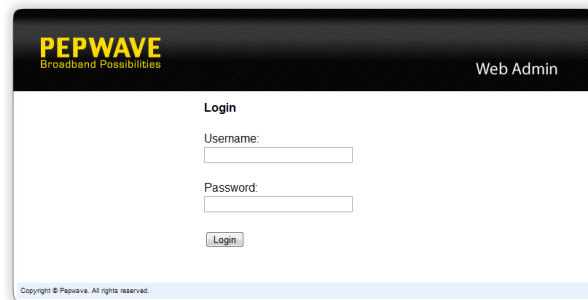 PEPWAVE
Broadband Possibilities
Web Admin
Login
Username:
Password:
Login
Copyright © Pepwave. All rights reserved.